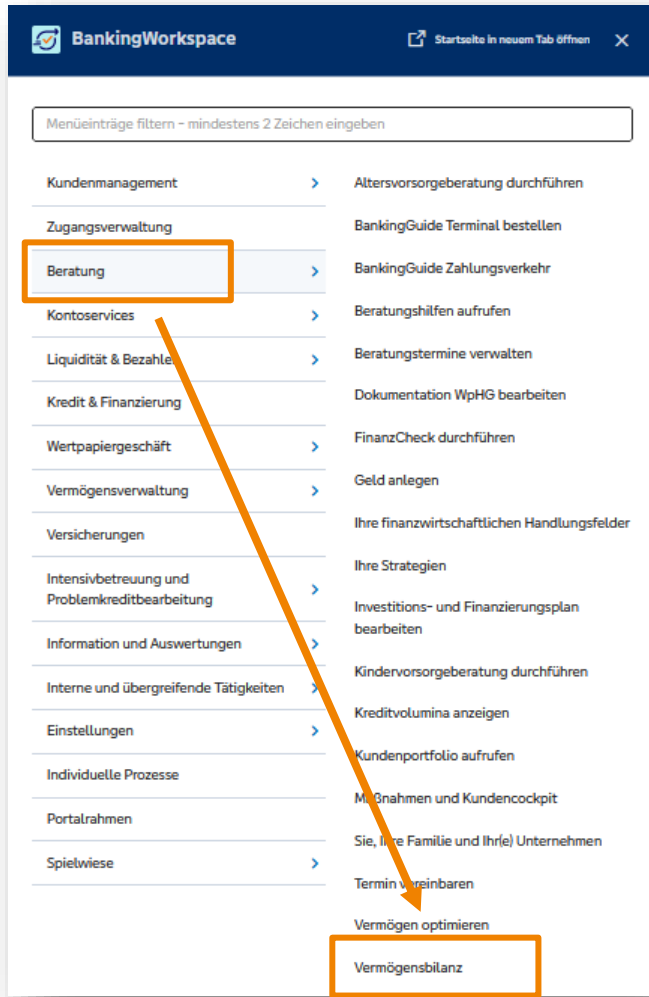 BankingWorkspace
Startseite in neuem Tab öffnen
Menüeinträge filtern - mindestens 2 Zeichen eingeben
Kundenmanagement
Zugangsverwaltung
Beratung
Kontoservices
Liquidität & Bezahlen
Kredit & Finanzierung
Wertpapiergeschäft
Vermögensverwaltung
Versicherungen
Intensivbetreuung und
Problemkreditbearbeitung
Information und Auswertungen
Interne und übergreifende Tätigkeiten
Einstellungen
Individuelle Prozesse
Portalrahmen
Spielwiese
Altersvorsorgeberatung durchführen
BankingGuide Terminal bestellen
BankingGuide Zahlungsverkehr
Beratungshilfen aufrufen
Beratungstermine verwalten
Dokumentation WpHG bearbeiten
FinanzCheck durchführen
Geld anlegen
Ihre finanzwirtschaftlichen Handlungsfelder
Ihre Strategien
Investitions- und Finanzierungsplan
bearbeiten
Kindervorsorgeberatung durchführen
Kreditvolumina anzeigen
Kundenportfolio aufrufen
Maßnahmen und Kundencockpit
Sie, Ihre Familie und Ihr(e) Unternehmen
Termin vereinbaren
Vermögen optimieren
Vermögensbilanz